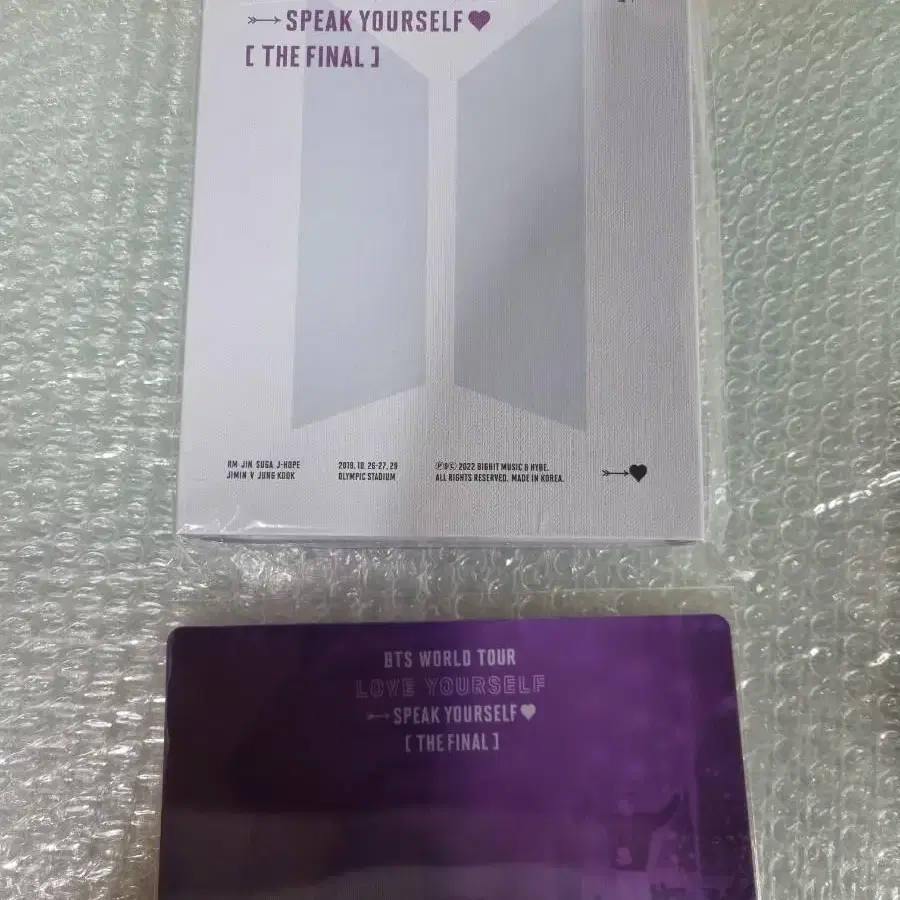 SPEAK YOURSELF
[ THE FINAL ]
RM JIN SUGA J-HOPE
JIMIN V JUNG KOOK
2019. 10. 26-27, 29
OLYMPIC STADIUM
Ⓟ&Ⓒ 2022 BIGHIT MUSIC & HYBE.
ALL RIGHTS RESERVED. MADE IN KOREA.
BTS WORLD TOUR
LOVE YOURSELF
SPEAK YOURSELF
[ THE FINAL ]